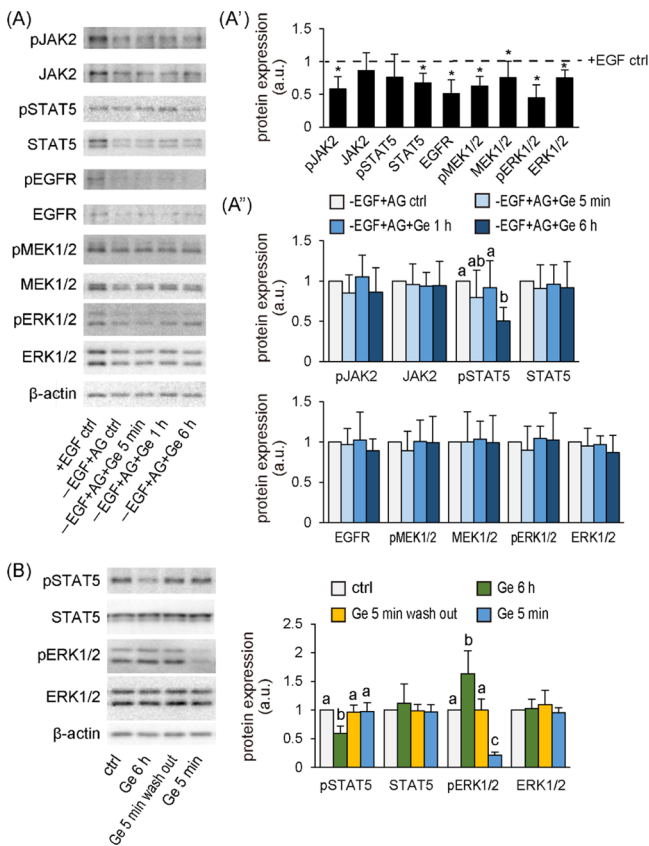 (A)
pJAK2
JAK2
pSTAT5
STAT5
pEGFR
EGFR
pMEK1/2
MEK1/2
pERK1/2
ERK1/2
β-actin
+EGF ctrl
−EGF+AG ctrl
−EGF+AG+Ge 5 min
−EGF+AG+Ge 1 h
−EGF+AG+Ge 6 h
(A')
protein expression
(a.u.)
1.5
1
0.5
0
+EGF ctrl
* * * * * * *
pJAK2
JAK2
pSTAT5
STAT5
EGFR
pMEK1/2
MEK1/2
pERK1/2
ERK1/2
(A")
-EGF+AG ctrl
-EGF+AG+Ge 5 min
-EGF+AG+Ge 1 h
-EGF+AG+Ge 6 h
protein expression
(a.u.)
1.5
1
0.5
0
a ab a b
pJAK2 JAK2 pSTAT5 STAT5
protein expression
(a.u.)
1.5
1
0.5
0
EGFR pMEK1/2 MEK1/2 pERK1/2 ERK1/2
(B)
pSTAT5
STAT5
pERK1/2
ERK1/2
β-actin
ctrl
Ge 6 h
Ge 5 min wash out
Ge 5 min
ctrl
Ge 6 h
Ge 5 min wash out
Ge 5 min
protein expression
(a.u.)
2.5
2
1.5
1
0.5
0
a b a a a b a c
pSTAT5 STAT5 pERK1/2 ERK1/2